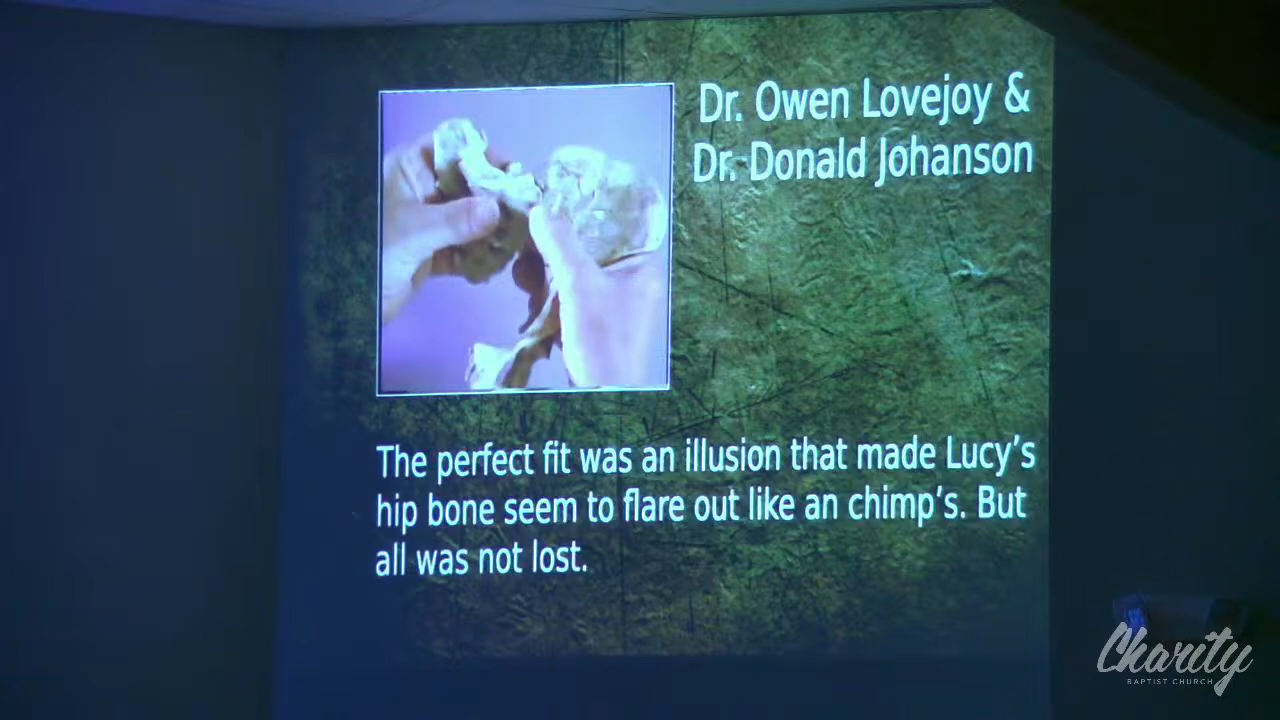 Dr. Owen Lovejoy &
Dr. Donald Johanson
The perfect fit was an illusion that made Lucy's
hip bone seem to flare out like an chimp's. But
all was not lost.
Charity
BAPTIST CHURCH